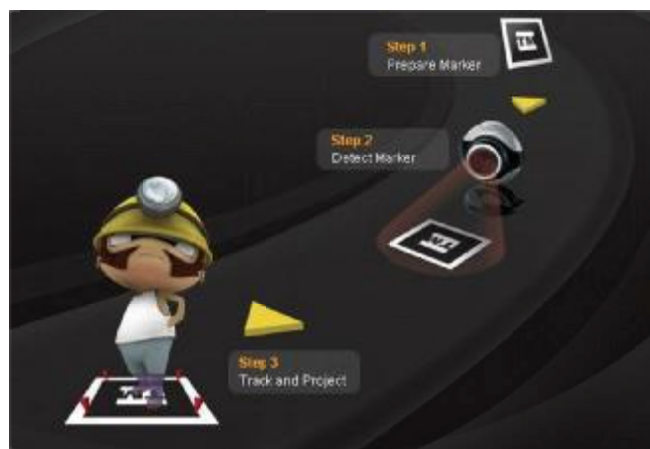 Step 1
Prepare Marker
Step 2
Detect Marker
Step 3
Track and Project